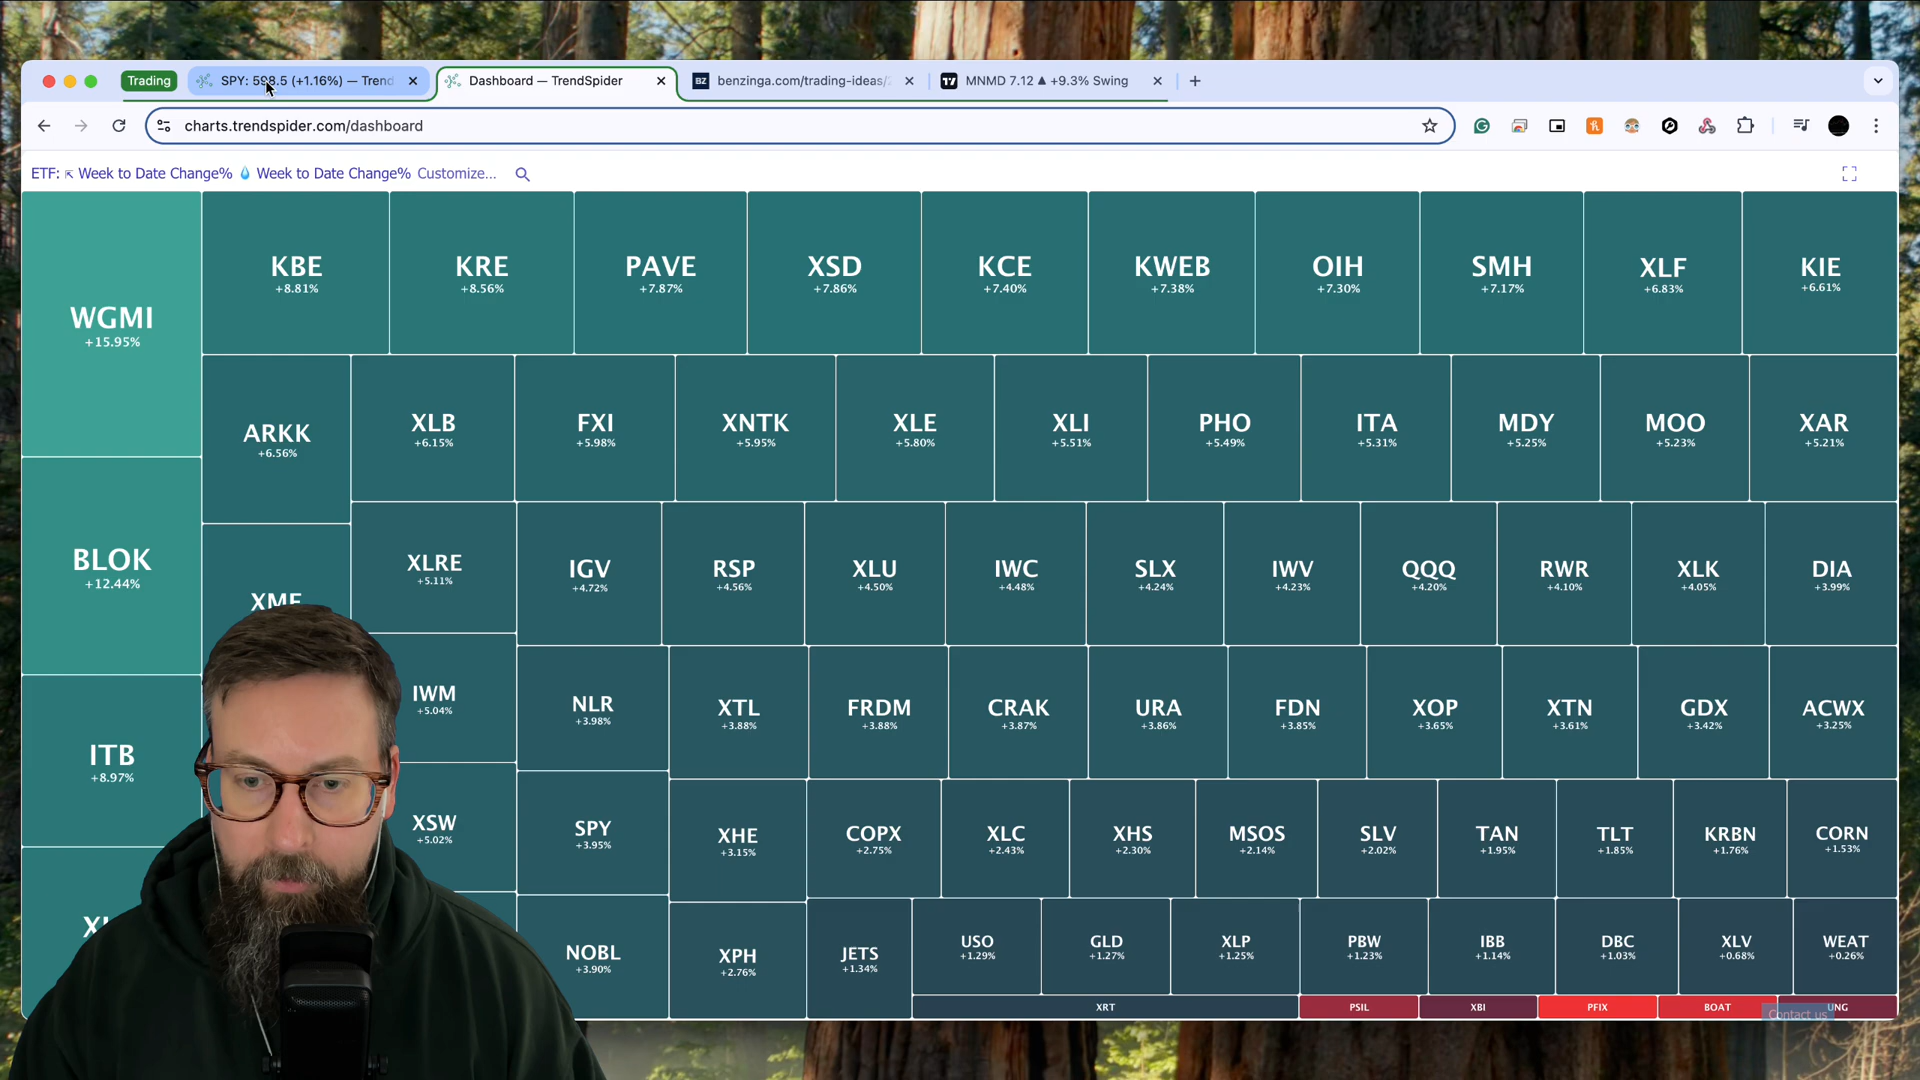 Trading
SPY: 598.5 (+1.16%) — Trend
Dashboard — TrendSpider
BZ
benzinga.com/trading-ideas/
MNMD 7.12 ▲ +9.3% Swing
charts.trendspider.com/dashboard
ETF: Week to Date Change% Week to Date Change% Customize...
WGMI
+15.95%
KBE
+8.81%
KRE
+8.56%
PAVE
+7.87%
XSD
+7.86%
KCE
+7.40%
KWEB
+7.38%
OIH
+7.30%
SMH
+7.17%
XLF
+6.83%
KIE
+6.61%
ARKK
+6.56%
XLB
+6.15%
FXI
+5.98%
XNTK
+5.95%
XLE
+5.80%
XLI
+5.51%
PHO
+5.49%
ITA
+5.31%
MDY
+5.25%
MOO
+5.23%
XAR
+5.21%
BLOK
+12.44%
XME
XLRE
+5.11%
IGV
+4.72%
RSP
+4.56%
XLU
+4.50%
IWC
+4.48%
SLX
+4.24%
IWV
+4.23%
QQQ
+4.20%
RWR
+4.10%
XLK
+4.05%
DIA
+3.99%
ITB
+8.97%
IWM
+5.04%
NLR
+3.98%
XTL
+3.88%
FRDM
+3.88%
CRAK
+3.87%
URA
+3.86%
FDN
+3.85%
XOP
+3.65%
XTN
+3.61%
GDX
+3.42%
ACWX
+3.25%
XSW
+5.02%
SPY
+3.95%
XHE
+3.15%
COPX
+2.75%
XLC
+2.43%
XHS
+2.30%
MSOS
+2.14%
SLV
+2.02%
TAN
+1.95%
TLT
+1.85%
KRBN
+1.76%
CORN
+1.53%
NOBL
+3.90%
XPH
+2.76%
JETS
+1.34%
USO
+1.29%
GLD
+1.27%
XLP
+1.25%
PBW
+1.23%
IBB
+1.14%
DBC
+1.03%
XLV
+0.68%
WEAT
+0.26%
XRT
PSIL
XBI
PFIX
BOAT
UNG
Contact us